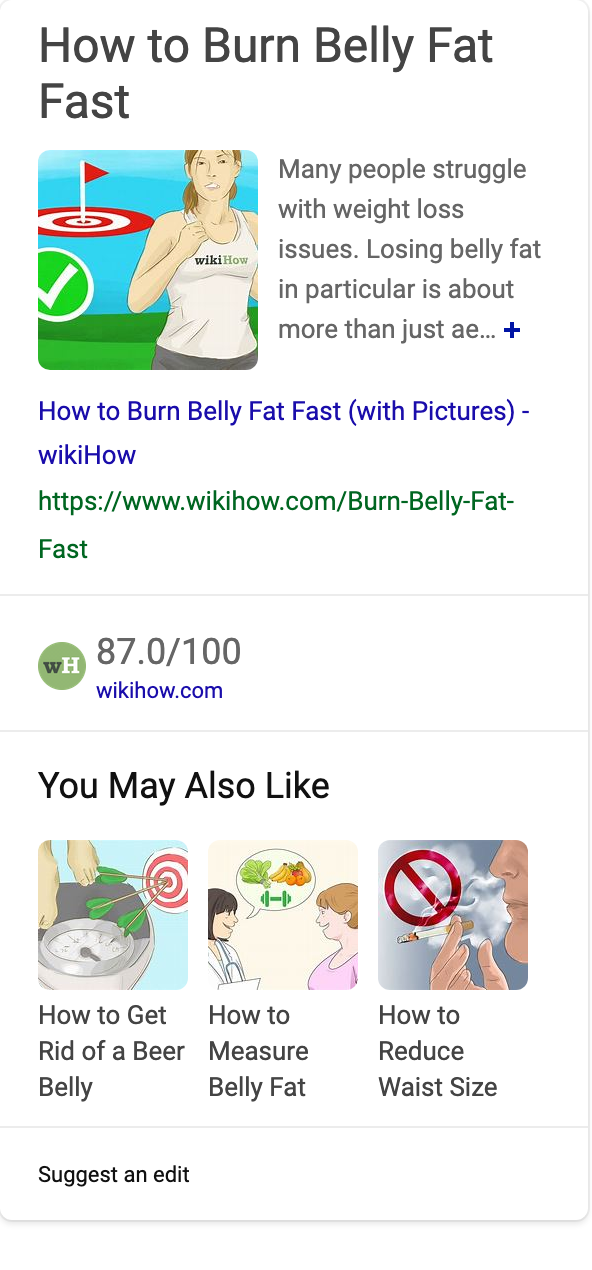 How to Burn Belly Fat
Fast
wikiHow
Many people struggle
with weight loss
issues. Losing belly fat
in particular is about
more than just ae... +
How to Burn Belly Fat Fast (with Pictures) -
wikiHow
https://www.wikihow.com/Burn-Belly-Fat-
Fast
wH
87.0/100
wikihow.com
You May Also Like
How to Get
Rid of a Beer
Belly
How to
Measure
Belly Fat
How to
Reduce
Waist Size
Suggest an edit